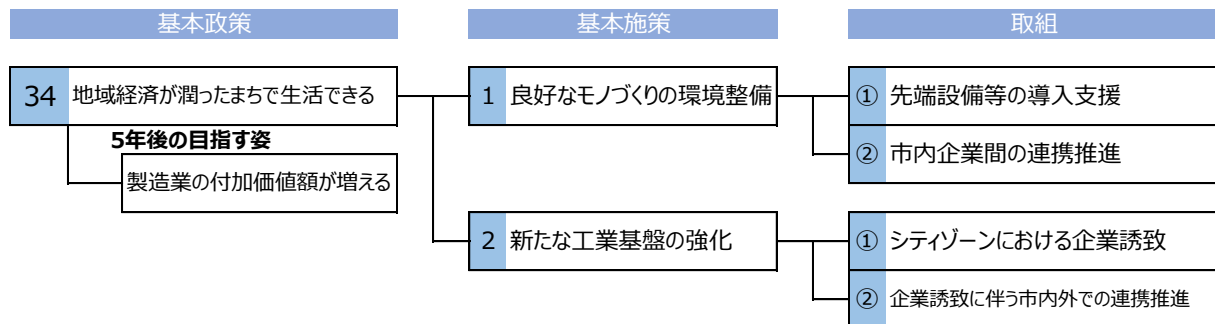 基本政策
基本施策
取組
34 地域経済が潤ったまちで生活できる
5年後の目指す姿
製造業の付加価値額が増える
1 良好なモノづくりの環境整備
① 先端設備等の導入支援
② 市内企業間の連携推進
2 新たな工業基盤の強化
① シティゾーンにおける企業誘致
② 企業誘致に伴う市内外での連携推進